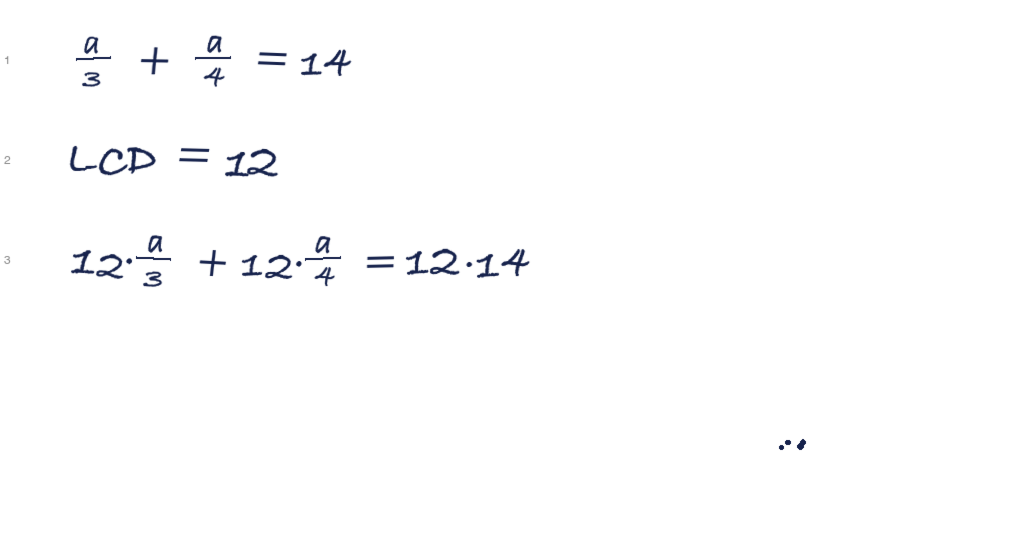 1 a/3 + a/4 = 14
2 LCD = 12
3 12·a/3 + 12·a/4 = 12·14